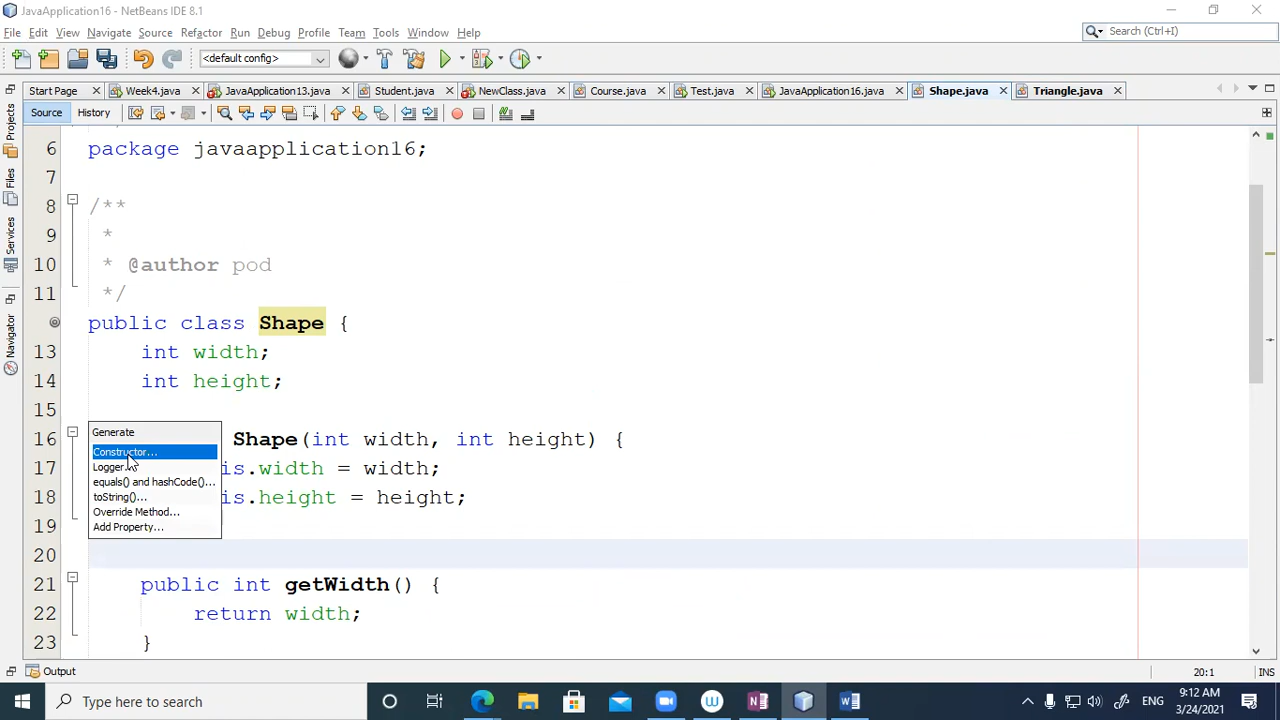 JavaApplication16 - NetBeans IDE 8.1
File Edit View Navigate Source Refactor Run Debug Profile Team Tools Window Help
Search (Ctrl+I)
<default config>
Start Page Week4.java JavaApplication13.java Student.java NewClass.java Course.java Test.java JavaApplication16.java Shape.java Triangle.java
Source History
Projects
Files
Services
Navigator
6 package javaapplication16;
7
8 /**
9 *
10 * @author pod
11 */
public class Shape {
13 int width;
14 int height;
15
16 Shape(int width, int height) {
17 is.width = width;
18 is.height = height;
19
20
21 public int getWidth() {
22 return width;
23 }
Generate
Constructor...
Logger...
equals() and hashCode()...
toString()...
Override Method...
Add Property...
Output
20:1 INS
Type here to search
ENG
9:12 AM
3/24/2021